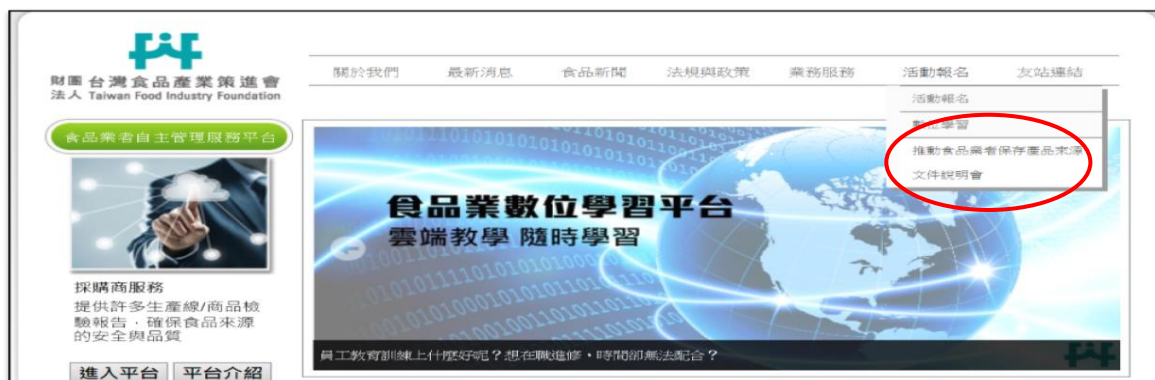 財團法人 台灣食品產業策進會
Taiwan Food Industry Foundation
關於我們 最新消息 食品新聞 法規與政策 業務服務 活動報名 友站連結
活動報名
數位學習
推動食品業者保存產品來源
文件說明會
食品業者自主管理服務平台
採購商服務
提供許多生產線/商品檢
驗報告，確保食品來源
的安全與品質
進入平台 平台介紹
食品業數位學習平台
雲端教學 隨時學習
員工教育訓練上什麼好呢？想在職進修，時間卻無法配合？